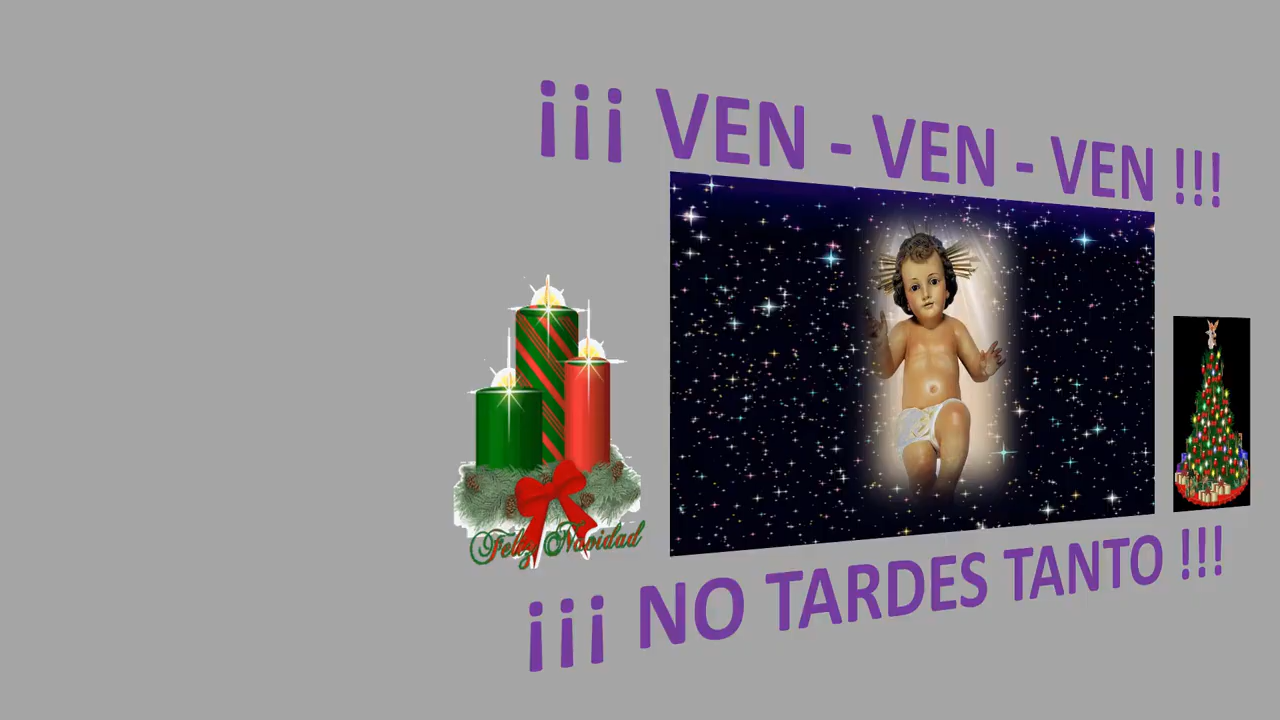 ¡¡¡ VEN - VEN - VEN !!!
Feliz Navidad
¡¡¡ NO TARDES TANTO !!!